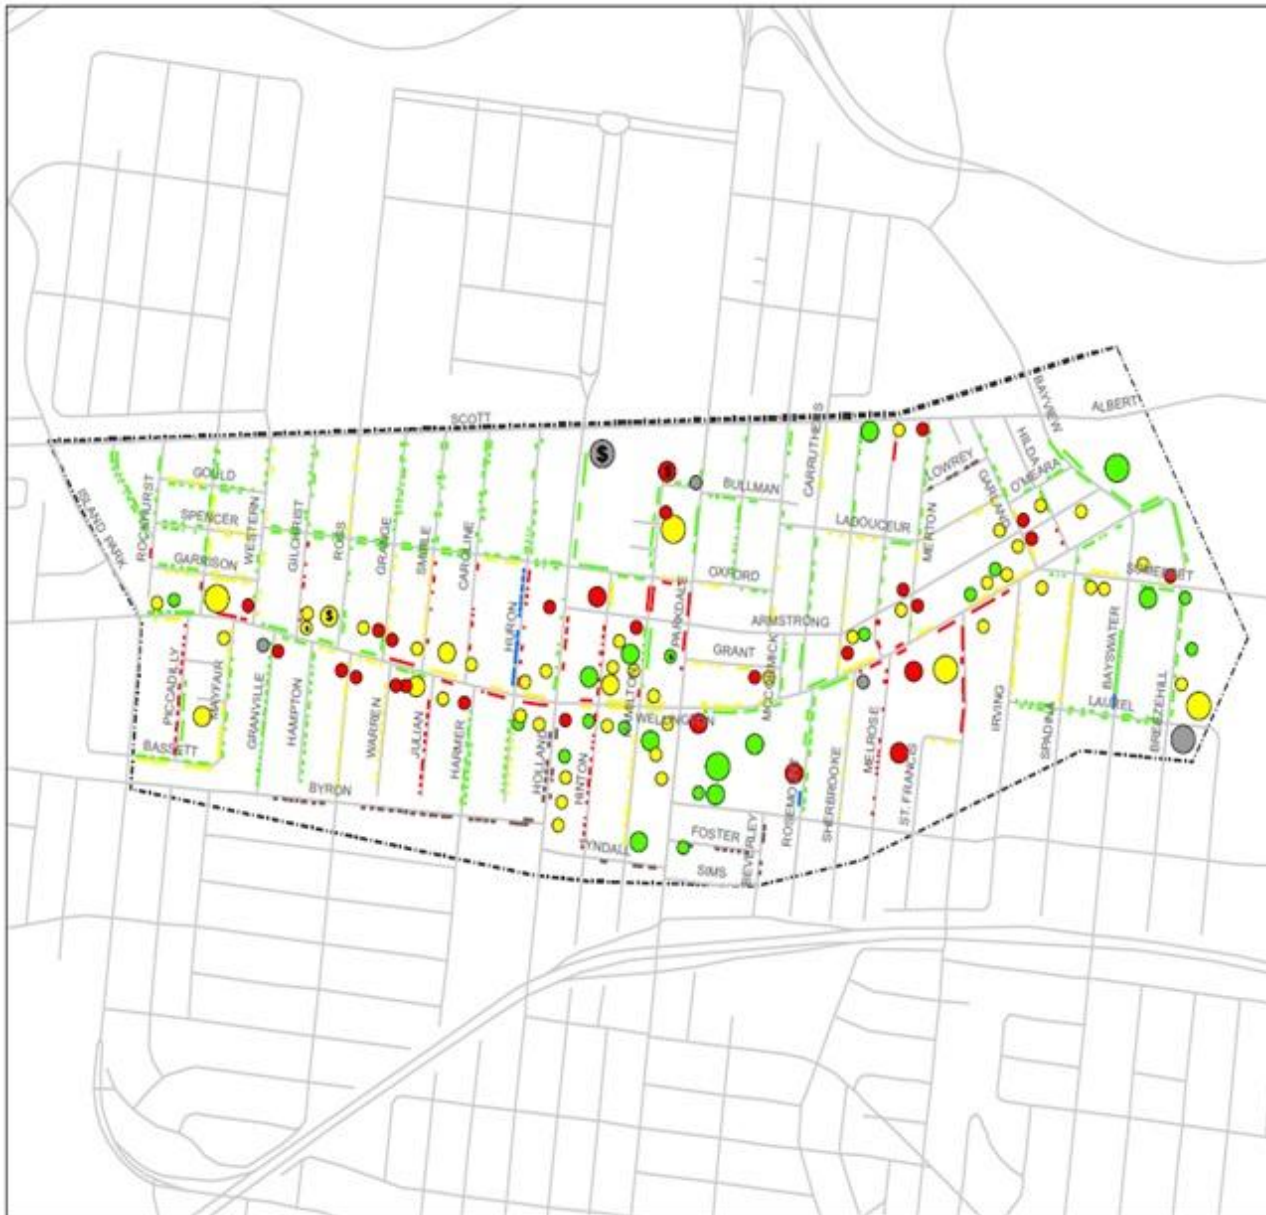 BAYVIEW
ALBERT
SCOTT
CARRUTHERS
HILDA
LOWREY
O'MEARA
GARLAND
GOULD
ISLAND PARK
ROCKHURST
WESTERN
GILCHRIST
ROSS
GRANGE
SMIRLE
CAROLINE
BULLMAN
SPENCER
LADOUCEUR
MERTON
GARRISON
OXFORD
SOMERSET
HURON
PARKDALE
ARMSTRONG
GRANT
MCCORMICK
BAYSWATER
PICCADILLY
MAYFAIR
GRANVILLE
HAMPTON
WARREN
JULIAN
HARMER
HAMILTON
WELLINGTON
LAUREL
IRVING
SPADINA
BREEZEHILL
BASSETT
HOLLAND
HINTON
MELROSE
ST. FRANCIS
SHERBROOKE
BYRON
FOSTER
BEVERLEY
TYNDALL
SIMS
$
$